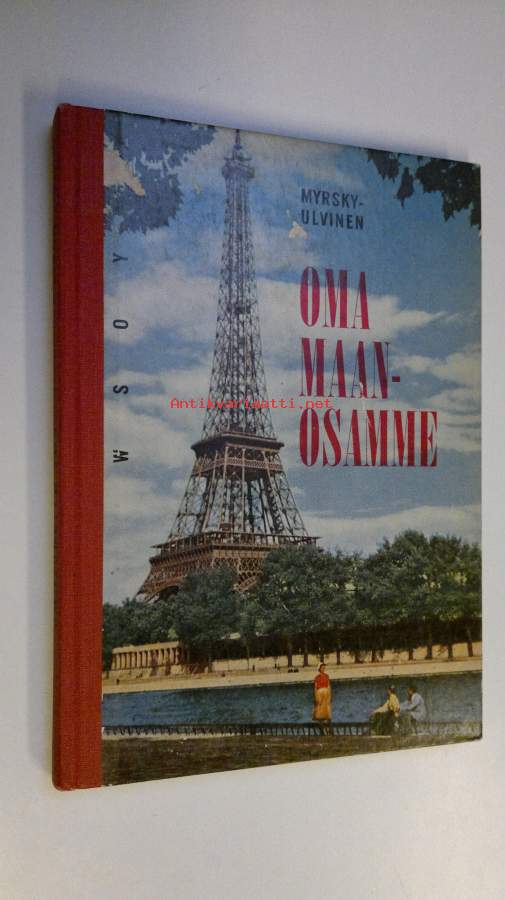 MYRSKY-
ULVINEN
OMA
MAAN-
OSAMME
WSOY
Antikvariaatti.net